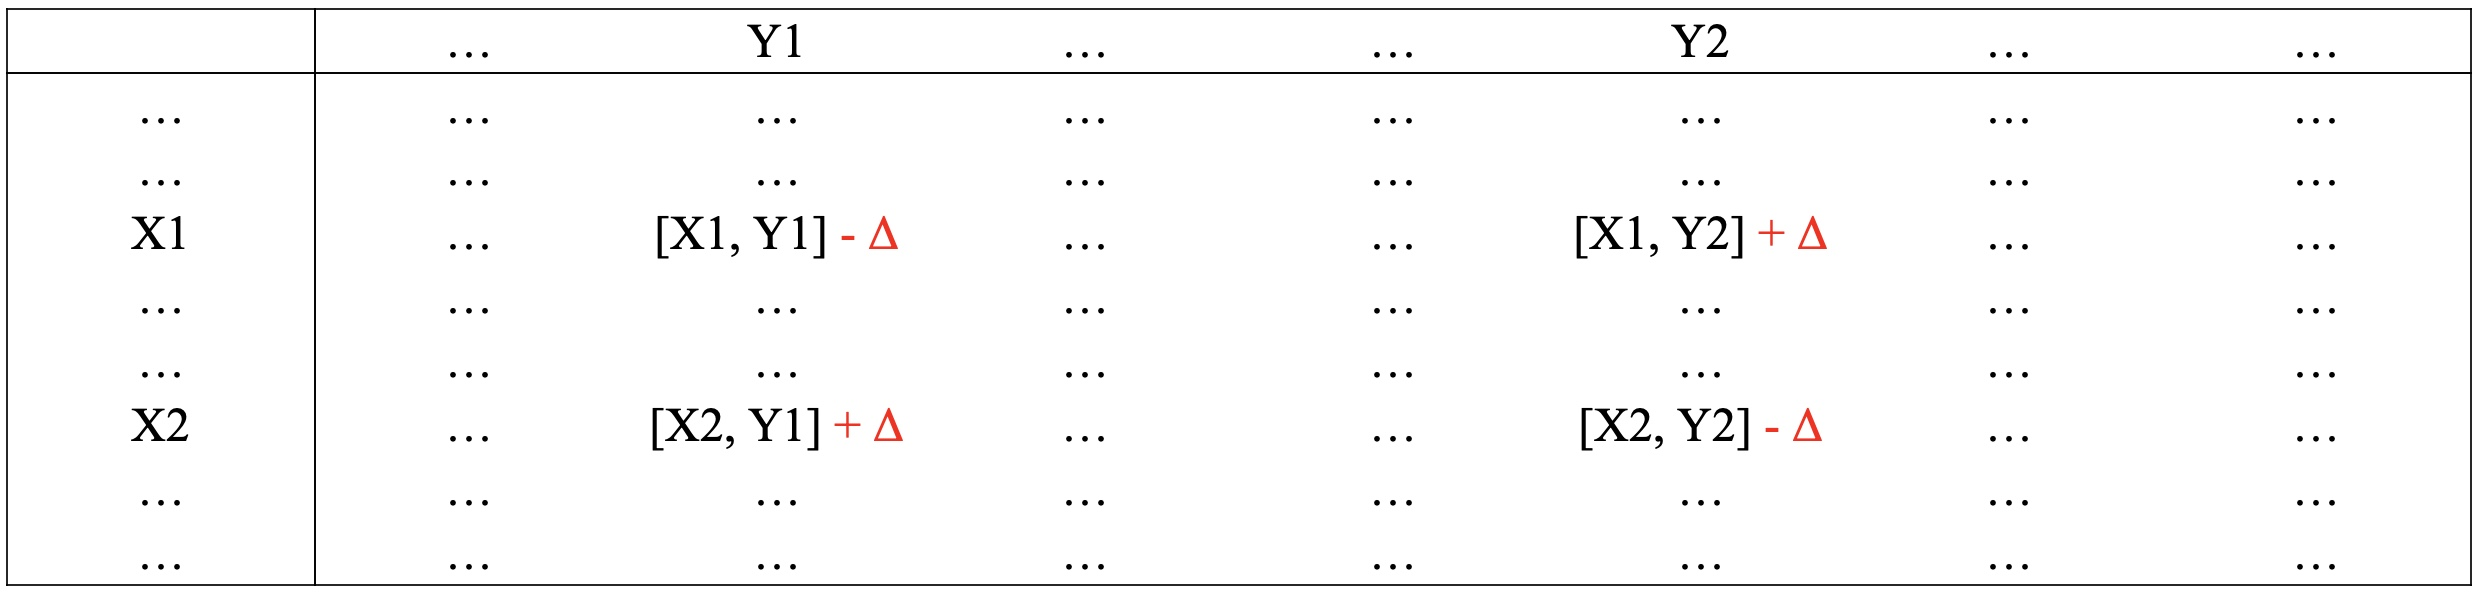 … Y1 … … Y2 … …
… … … … … … … …
… … … … … … … …
X1 … [X1, Y1] - Δ … … [X1, Y2] + Δ … …
… … … … … … … …
… … … … … … … …
X2 … [X2, Y1] + Δ … … [X2, Y2] - Δ … …
… … … … … … … …
… … … … … … … …